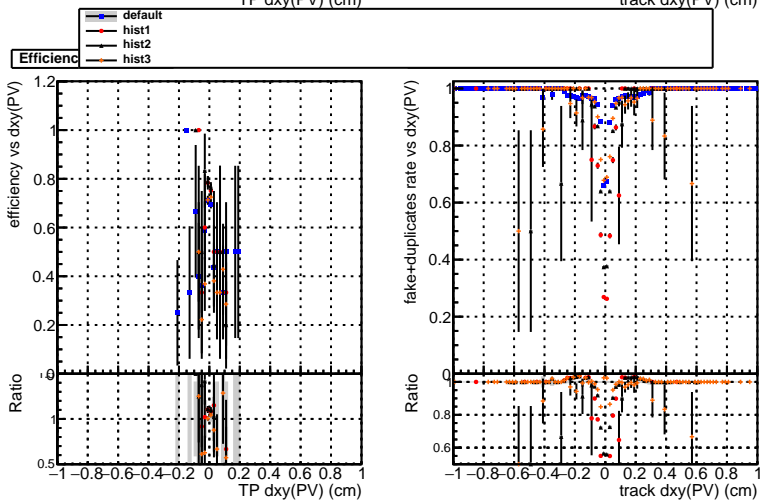 TP dxy(PV) (cm) track dxy(PV) (cm)
default
hist1
hist2
hist3
Efficienc
efficiency vs dxy(PV)
1.2
1
0.8
0.6
0.4
0.2
fake+duplicates rate vs dxy(PV)
1
0.8
0.6
0.4
0.2
0
Ratio
1
0.5
−1 −0.8 −0.6 −0.4 −0.2 0 0.2 0.4 0.6 0.8 1
TP dxy(PV) (cm)
Ratio
0.8
0.6
−1 −0.8 −0.6 −0.4 −0.2 0 0.2 0.4 0.6 0.8 1
track dxy(PV) (cm)